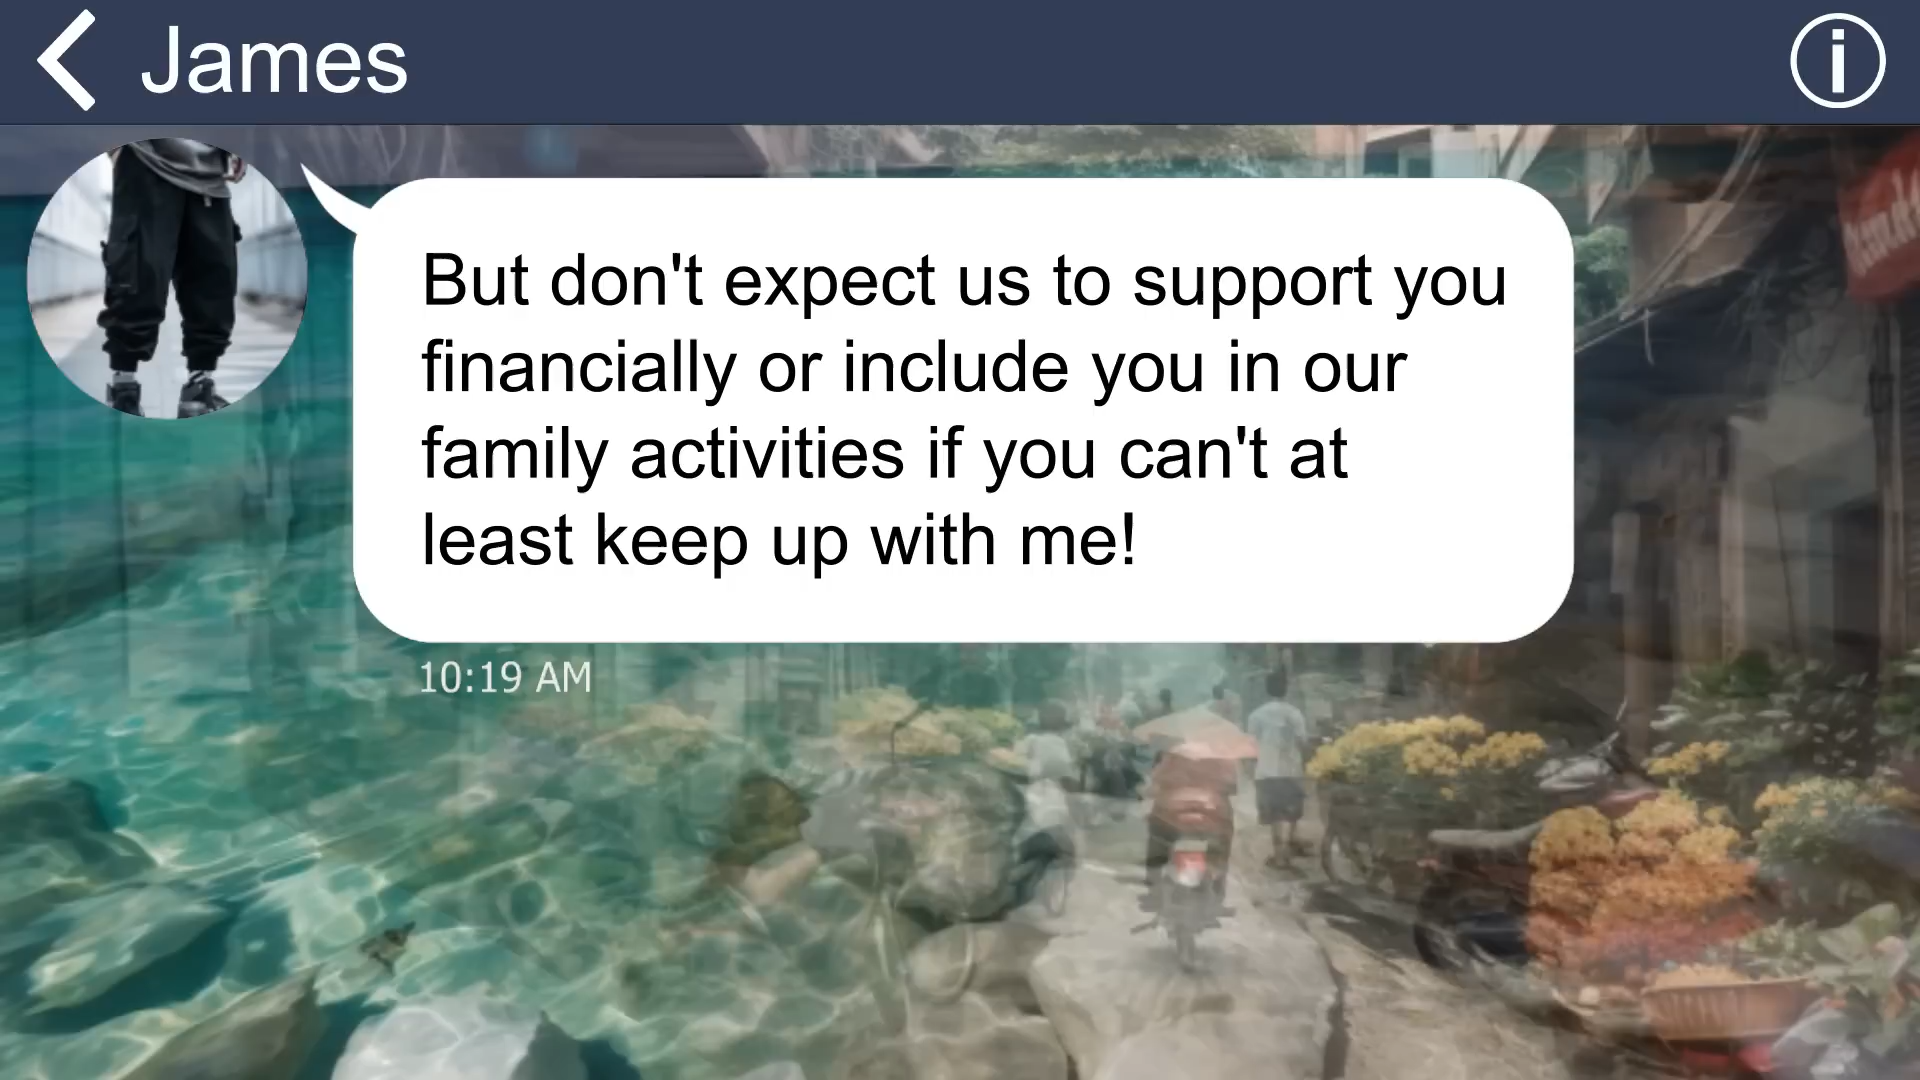 James
But don't expect us to support you
financially or include you in our
family activities if you can't at
least keep up with me!
10:19 AM